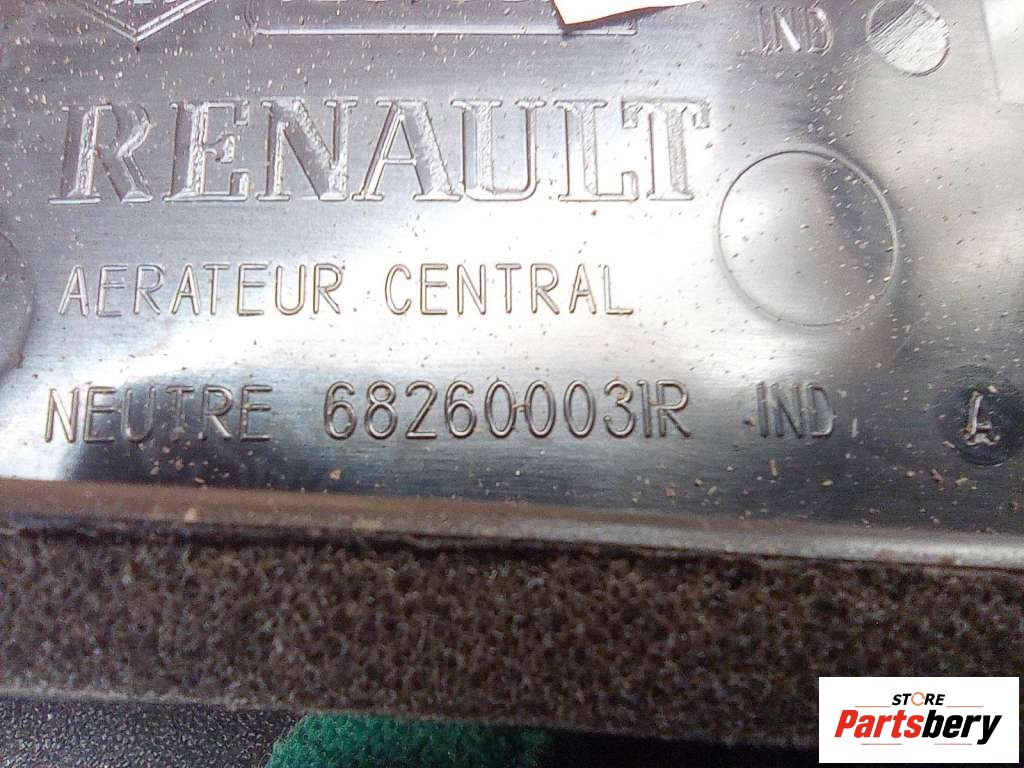 IND
RENAULT
AERATEUR CENTRAL
NEUTRE 682600031R IND A
STORE
Partsbery